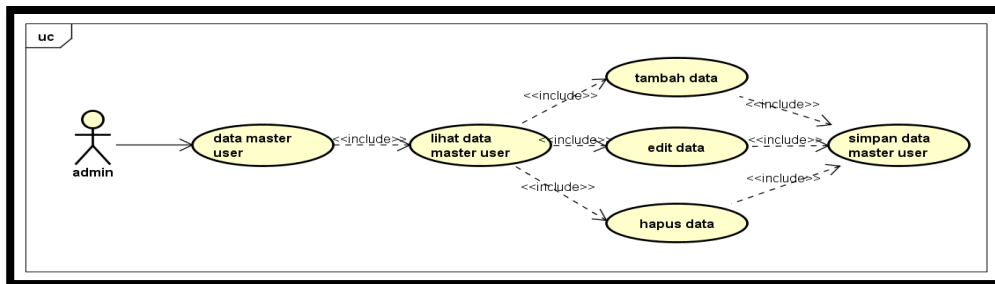 uc
tambah data
<<include>>
<<include>>
data master
user
<<include>>
lihat data
master user
<<include>>
edit data
<<include>>
simpan data
master user
admin
<<include>>
<<include>>
hapus data